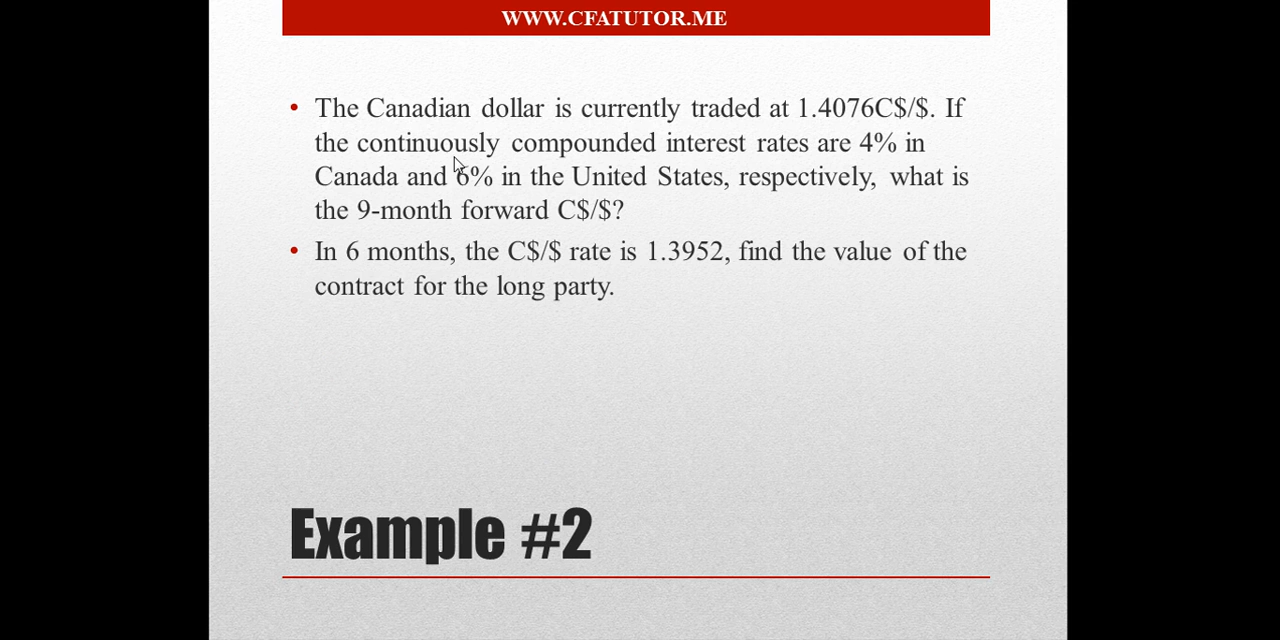 WWW.CFATUTOR.ME
• The Canadian dollar is currently traded at 1.4076C$/$. If
the continuously compounded interest rates are 4% in
Canada and 6% in the United States, respectively, what is
the 9-month forward C$/$?
• In 6 months, the C$/$ rate is 1.3952, find the value of the
contract for the long party.
Example #2